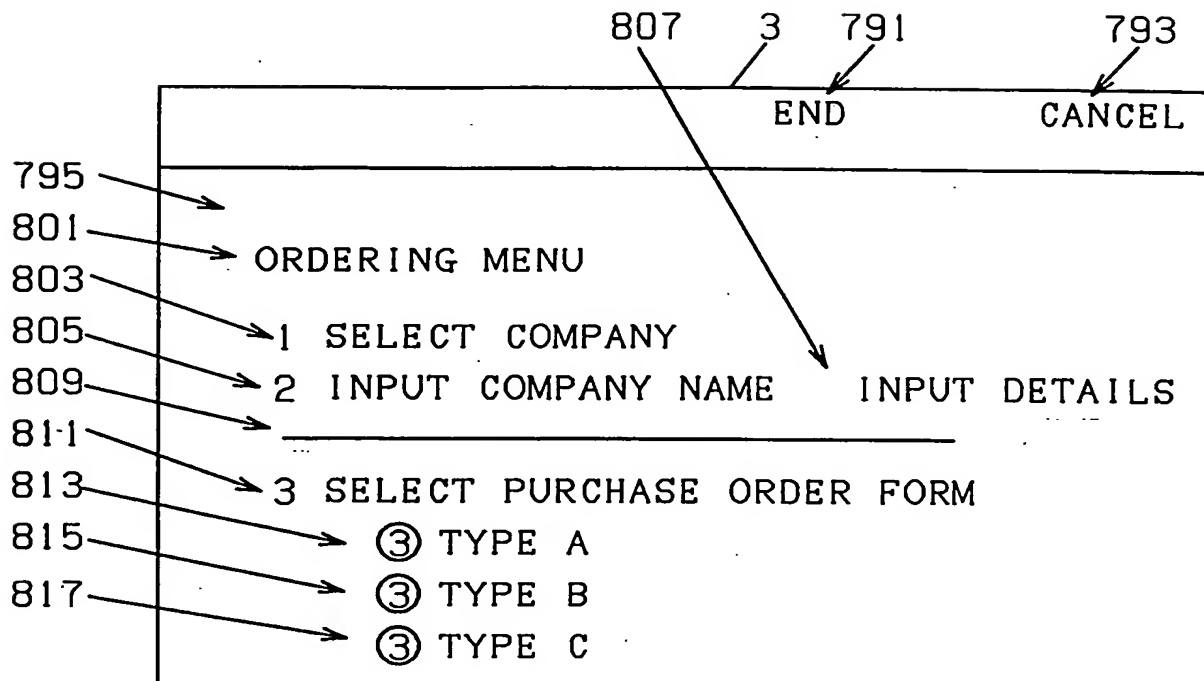 807 3 791 793
END CANCEL
795
801
ORDERING MENU
803
1 SELECT COMPANY
805
2 INPUT COMPANY NAME INPUT DETAILS
809
811
3 SELECT PURCHASE ORDER FORM
813
③ TYPE A
815
③ TYPE B
817
③ TYPE C